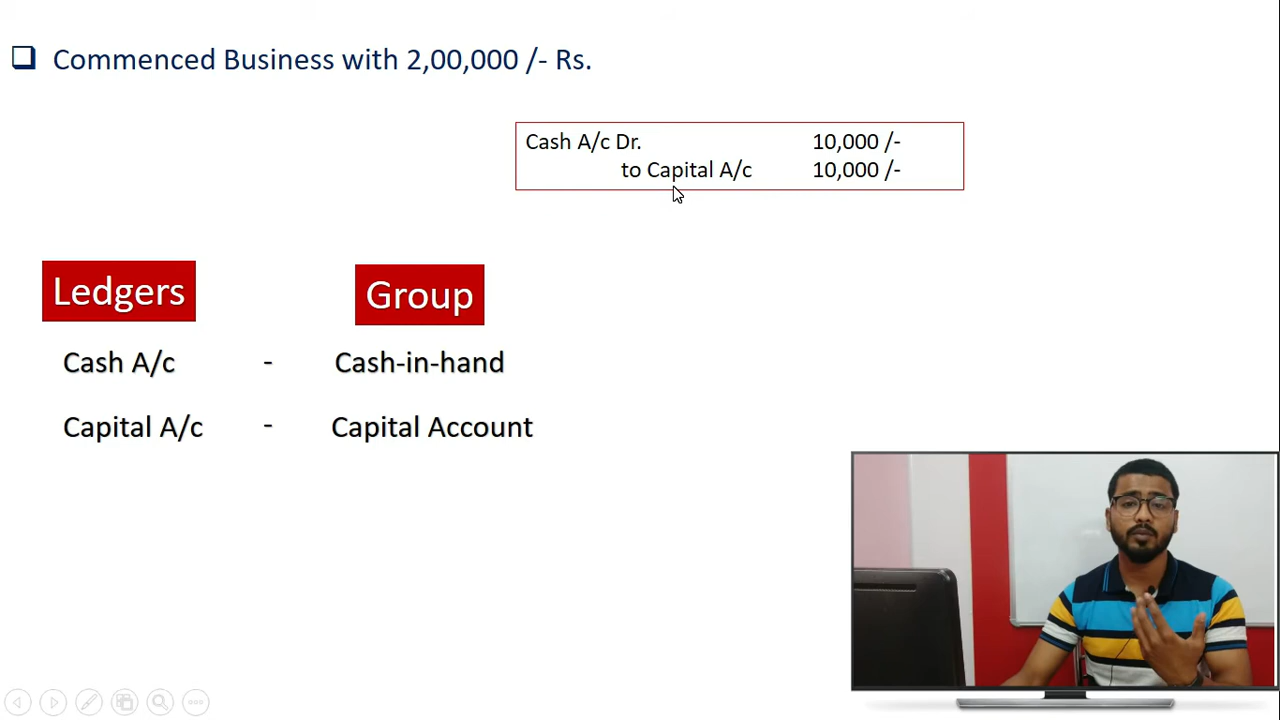 Commenced Business with 2,00,000 /- Rs.
Cash A/c Dr. 10,000 /-
to Capital A/c 10,000 /-
Ledgers Group
Cash A/c - Cash-in-hand
Capital A/c - Capital Account